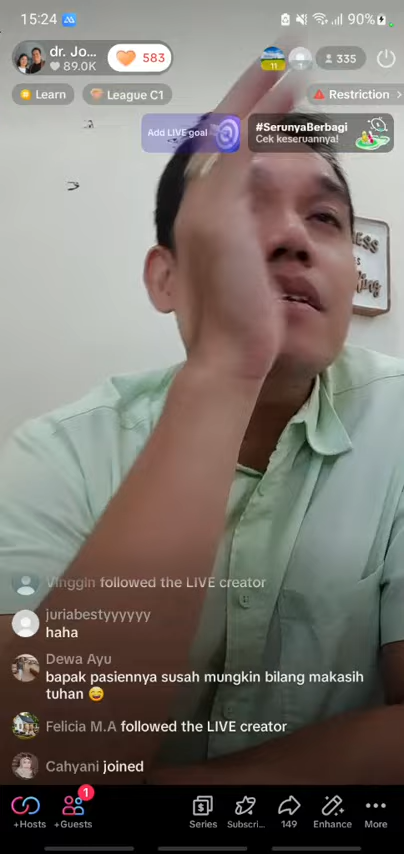 15:24
90%
dr. Jo...
89.0K
583
11
1
335
Learn
League C1
Restriction
Add LIVE goal
#SerunyaBerbagi
Cek keseruannya!
Vinggin followed the LIVE creator
juriabestyyyyyy
haha
Dewa Ayu
bapak pasiennya susah mungkin bilang makasih
tuhan 😅
Felicia M.A followed the LIVE creator
Cahyani joined
1
+Hosts
+Guests
Series
Subscri...
149
Enhance
More